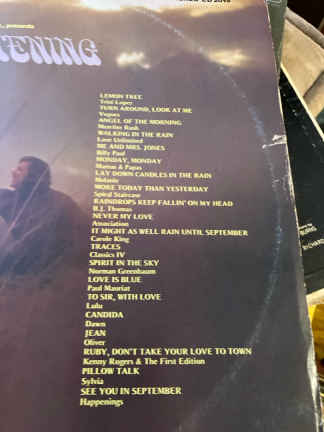 presents
TENING
LEMON TREE
Trini Lopez
TURN AROUND, LOOK AT ME
Vogues
ANGEL OF THE MORNING
Merrilee Rush
WALKING IN THE RAIN
Love Unlimited
ME AND MRS. JONES
Billy Paul
MONDAY, MONDAY
Mamas & Papas
LAY DOWN CANDLES IN THE RAIN
Melanie
MORE TODAY THAN YESTERDAY
Spiral Staircase
RAINDROPS KEEP FALLIN' ON MY HEAD
B.J. Thomas
NEVER MY LOVE
Association
IT MIGHT AS WELL RAIN UNTIL SEPTEMBER
Carole King
TRACES
Classics IV
SPIRIT IN THE SKY
Norman Greenbaum
LOVE IS BLUE
Paul Mauriat
TO SIR, WITH LOVE
Lulu
CANDIDA
Dawn
JEAN
Oliver
RUBY, DON'T TAKE YOUR LOVE TO TOWN
Kenny Rogers & The First Edition
PILLOW TALK
Sylvia
SEE YOU IN SEPTEMBER
Happenings